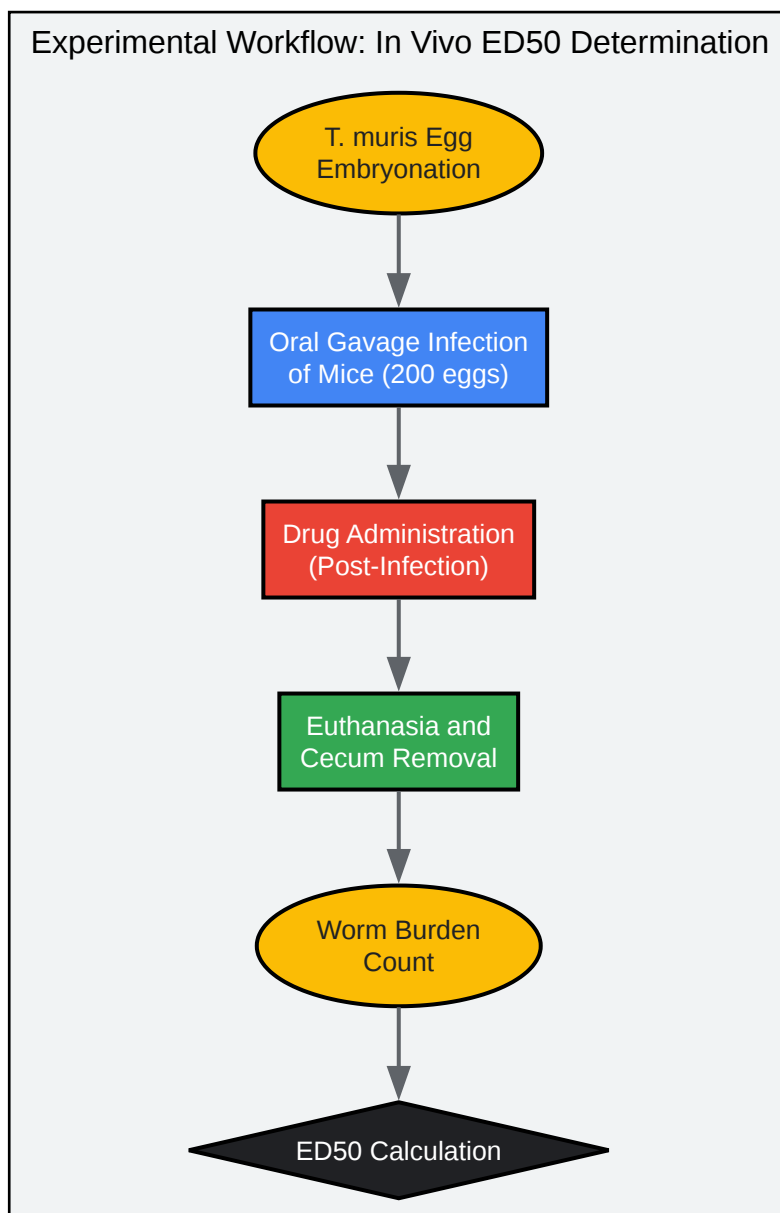 Experimental Workflow: In Vivo ED50 Determination
T. muris Egg
Embryonation
Oral Gavage Infection
of Mice (200 eggs)
Drug Administration
(Post-Infection)
Euthanasia and
Cecum Removal
Worm Burden
Count
ED50 Calculation